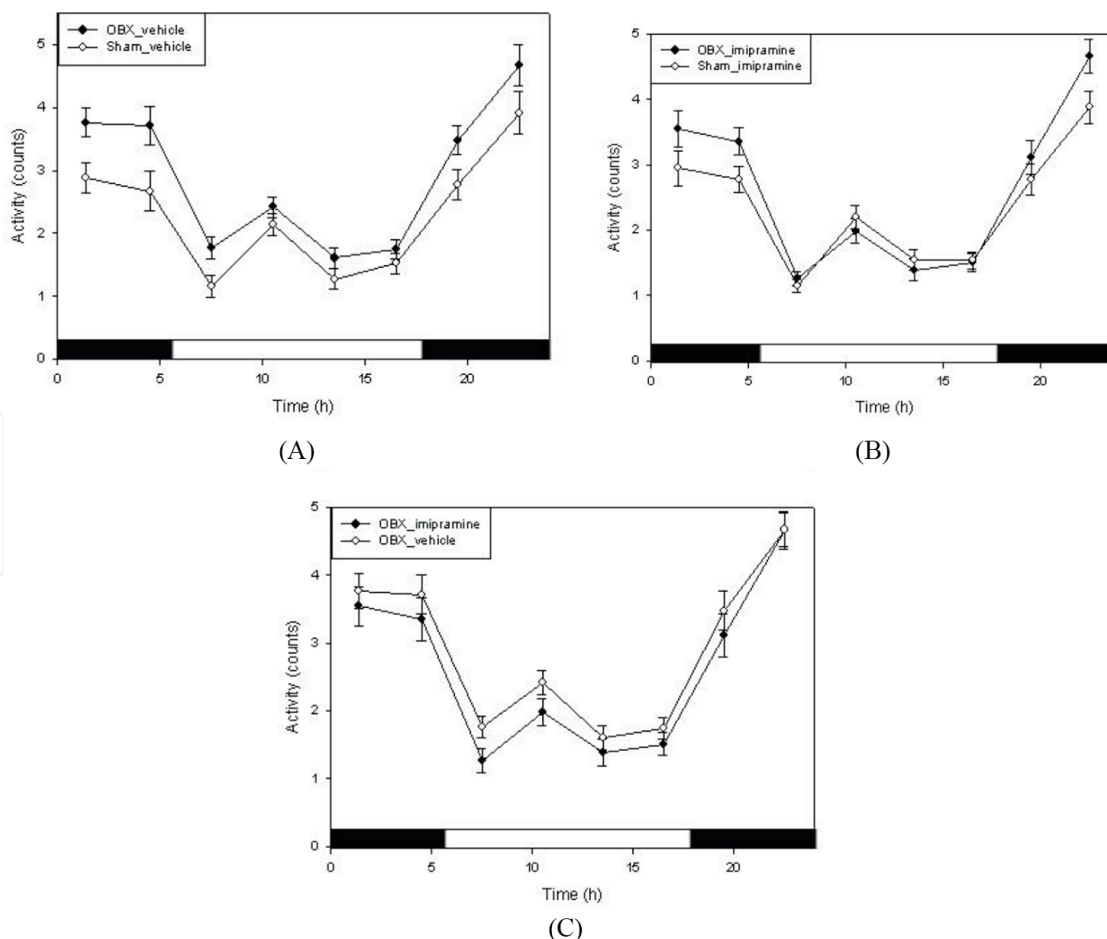 OBX_vehicle
Sham_vehicle
5
4
3
2
1
0
Activity (counts)
0 5 10 15 20
Time (h)
(A)
OBX_imipramine
Sham_imipramine
5
4
3
2
1
0
Activity (counts)
0 5 10 15 20
Time (h)
(B)
OBX_imipramine
OBX_vehicle
5
4
3
2
1
0
Activity (counts)
0 5 10 15 20
Time (h)
(C)